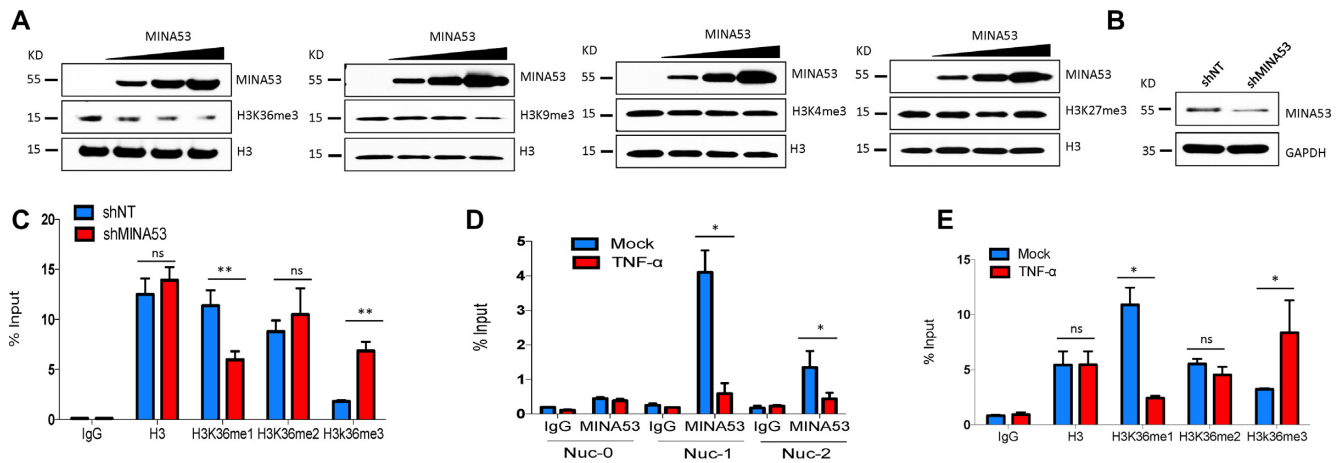 A
MINA53
KD
55
MINA53
15
H3K36me3
15
H3
MINA53
KD
55
MINA53
15
H3K9me3
15
H3
MINA53
KD
55
MINA53
15
H3K4me3
15
H3
MINA53
KD
55
MINA53
15
H3K27me3
15
H3
B
shNT
shMINA53
KD
55
MINA53
35
GAPDH
C
shNT
shMINA53
% Input
20
15
10
5
0
ns
**
ns
**
IgG
H3
H3K36me1
H3K36me2
H3k36me3
D
Mock
TNF-α
% Input
5
4
3
2
1
0
*
*
IgG MINA53
IgG MINA53
IgG MINA53
Nuc-0
Nuc-1
Nuc-2
E
Mock
TNF-α
% Input
15
10
5
0
ns
*
ns
*
IgG
H3
H3K36me1
H3K36me2
H3k36me3